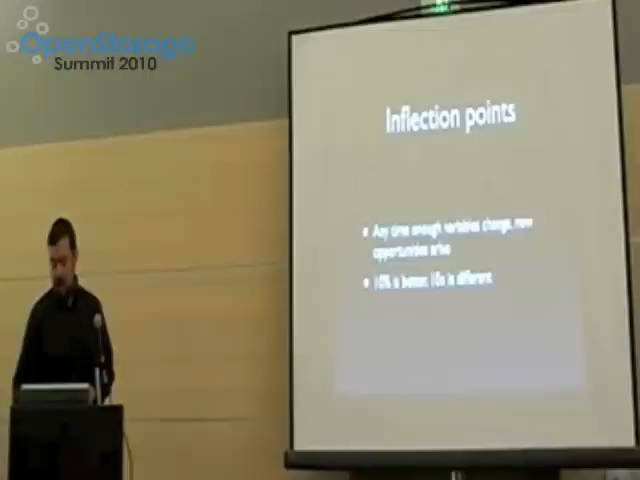 OpenStorage
Summit 2010
Inflection points
Any time enough variables change, new
opportunities arise
10% is better. 10x is different